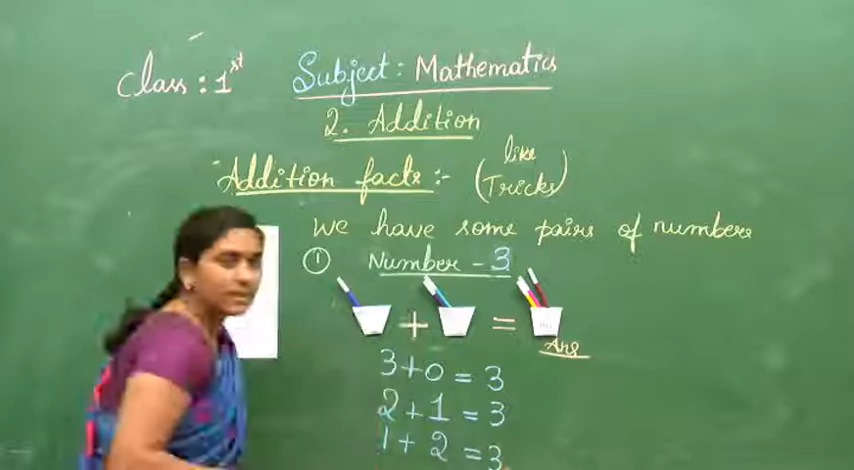 Class : 1st
Subject : Mathematics
2. Addition
Addition facts :- (like Tricks)
We have some pairs of numbers
① Number - 3
+ =
Ans
3 + 0 = 3
2 + 1 = 3
1 + 2 = 3